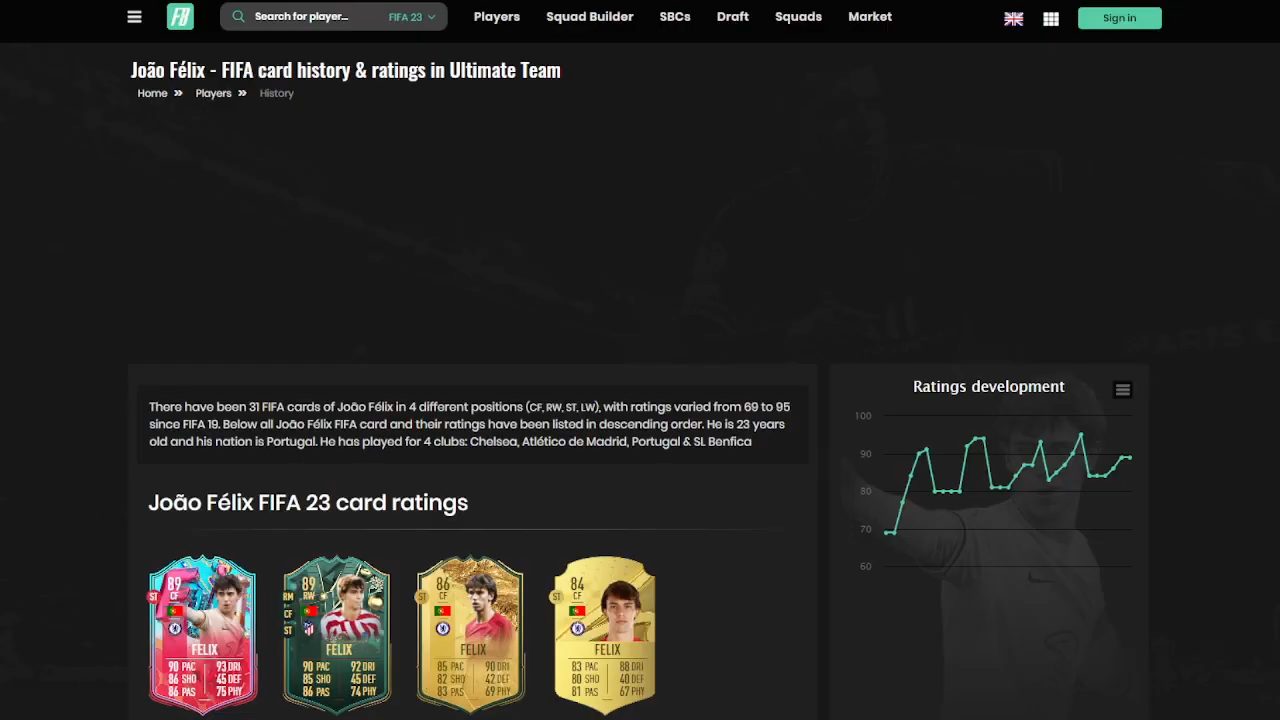 FB
Search for player...
FIFA 23
Players
Squad Builder
SBCs
Draft
Squads
Market
Sign in
João Félix - FIFA card history & ratings in Ultimate Team
Home » Players » History
There have been 31 FIFA cards of João Félix in 4 different positions (CF, RW, ST, LW), with ratings varied from 69 to 95
since FIFA 19. Below all João Félix FIFA card and their ratings have been listed in descending order. He is 23 years
old and his nation is Portugal. He has played for 4 clubs: Chelsea, Atlético de Madrid, Portugal & SL Benfica
Ratings development
100
90
80
70
60
João Félix FIFA 23 card ratings
89
CF
ST
FÉLIX
90 PAC 93 DRI
86 SHO 45 DEF
86 PAS 75 PHY
89
RW
RM
CF
ST
FÉLIX
90 PAC 92 DRI
85 SHO 45 DEF
86 PAS 74 PHY
86
CF
ST
FÉLIX
85 PAC 90 DRI
82 SHO 42 DEF
83 PAS 69 PHY
84
CF
ST
FÉLIX
83 PAC 88 DRI
80 SHO 40 DEF
81 PAS 67 PHY